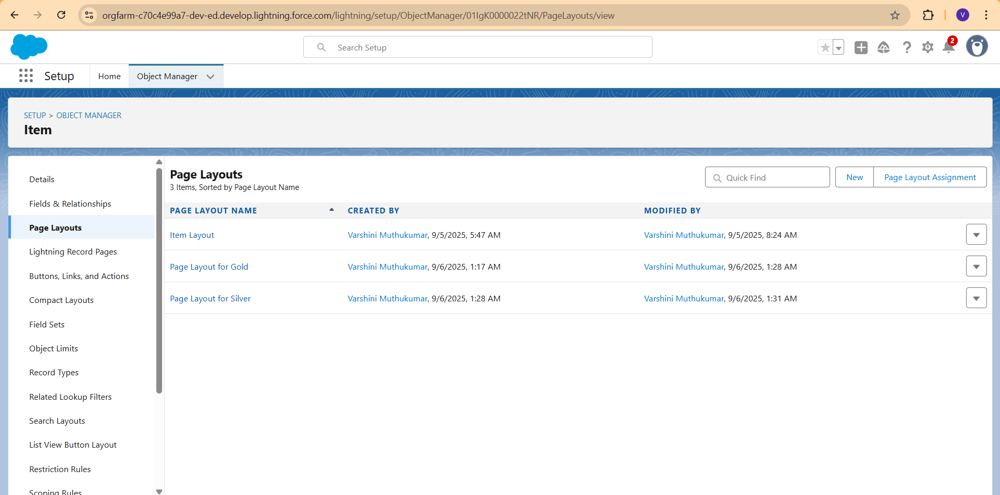 orgfarm-c70c4e99a7-dev-ed.develop.lightning.force.com/lightning/setup/ObjectManager/01IgK0000022tNR/PageLayouts/view
V
Search Setup
2
Setup
Home
Object Manager
SETUP > OBJECT MANAGER
Item
Details
Fields & Relationships
Page Layouts
Lightning Record Pages
Buttons, Links, and Actions
Compact Layouts
Field Sets
Object Limits
Record Types
Related Lookup Filters
Search Layouts
List View Button Layout
Restriction Rules
Scoping Rules
Page Layouts
3 Items, Sorted by Page Layout Name
Quick Find
New
Page Layout Assignment
PAGE LAYOUT NAME CREATED BY MODIFIED BY
Item Layout Varshini Muthukumar, 9/5/2025, 5:47 AM Varshini Muthukumar, 9/5/2025, 8:24 AM
Page Layout for Gold Varshini Muthukumar, 9/6/2025, 1:17 AM Varshini Muthukumar, 9/6/2025, 1:28 AM
Page Layout for Silver Varshini Muthukumar, 9/6/2025, 1:28 AM Varshini Muthukumar, 9/6/2025, 1:31 AM